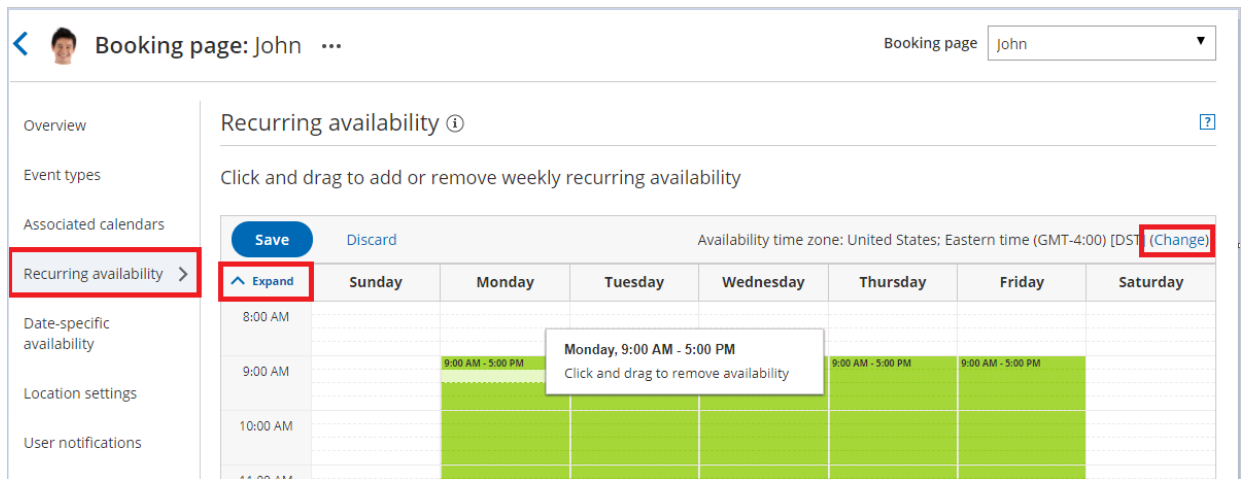 Booking page: John ...
Booking page John
Overview
Event types
Associated calendars
Recurring availability
Date-specific
availability
Location settings
User notifications
Recurring availability
?
Click and drag to add or remove weekly recurring availability
Save Discard Availability time zone: United States; Eastern time (GMT-4:00) [DST] (Change)
Expand Sunday Monday Tuesday Wednesday Thursday Friday Saturday
8:00 AM
9:00 AM
10:00 AM
9:00 AM - 5:00 PM
Monday, 9:00 AM - 5:00 PM
Click and drag to remove availability
9:00 AM - 5:00 PM
9:00 AM - 5:00 PM